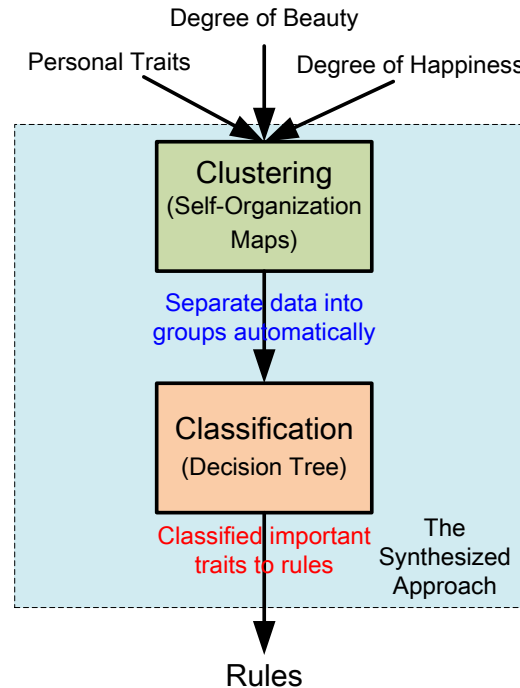 Degree of Beauty
Personal Traits
Degree of Happiness
Clustering
(Self-Organization
Maps)
Separate data into
groups automatically
Classification
(Decision Tree)
Classified important
traits to rules
The
Synthesized
Approach
Rules